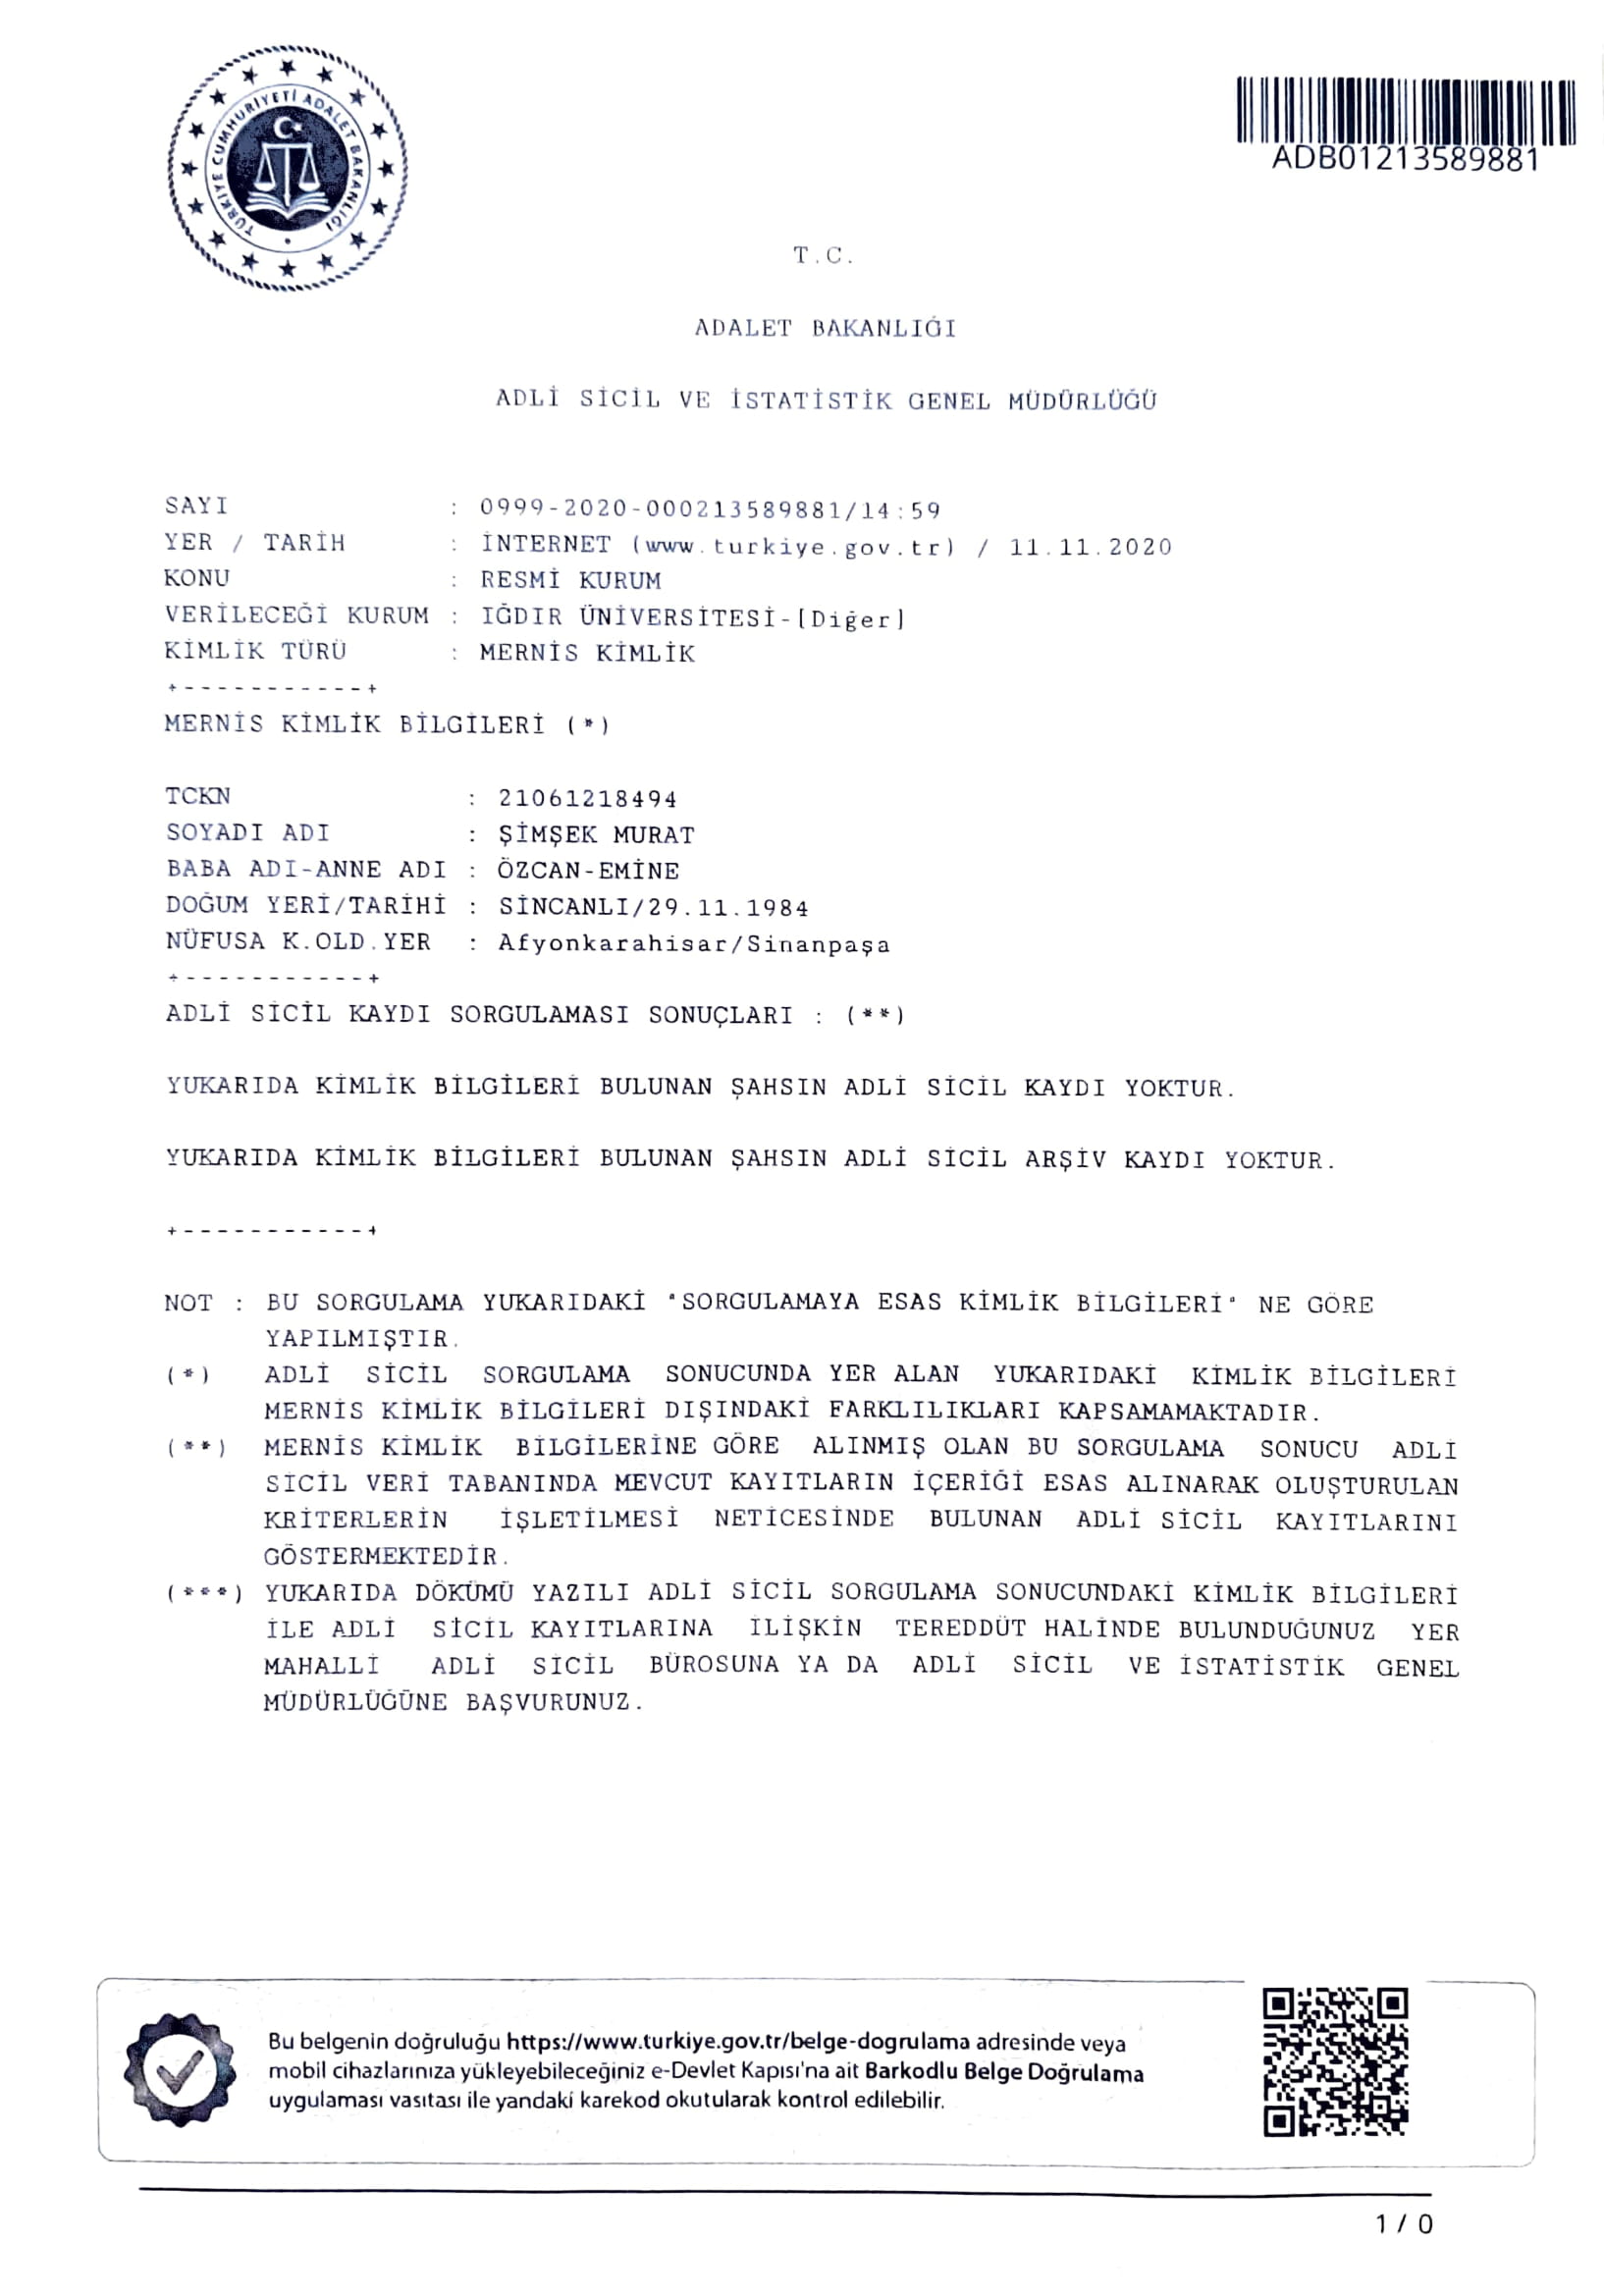 TÜRKİYE CUMHURİYETİ ADALET BAKANLIĞI
ADB01213589881
T.C.
ADALET BAKANLIĞI
ADLİ SİCİL VE İSTATİSTİK GENEL MÜDÜRLÜĞÜ
SAYI : 0999-2020-000213589881/14:59
YER / TARİH : İNTERNET (www.turkiye.gov.tr) / 11.11.2020
KONU : RESMİ KURUM
VERİLECEĞİ KURUM : IĞDIR ÜNİVERSİTESİ-[Diğer]
KİMLİK TÜRÜ : MERNİS KİMLİK
+-----------+
MERNİS KİMLİK BİLGİLERİ (*)
TCKN : 21061218494
SOYADI ADI : ŞİMŞEK MURAT
BABA ADI-ANNE ADI : ÖZCAN-EMİNE
DOĞUM YERİ/TARİHİ : SİNCANLI/29.11.1984
NÜFUSA K.OLD.YER : Afyonkarahisar/Sinanpaşa
+-----------+
ADLİ SİCİL KAYDI SORGULAMASI SONUÇLARI : (**)
YUKARIDA KİMLİK BİLGİLERİ BULUNAN ŞAHSIN ADLİ SİCİL KAYDI YOKTUR.
YUKARIDA KİMLİK BİLGİLERİ BULUNAN ŞAHSIN ADLİ SİCİL ARŞİV KAYDI YOKTUR.
+-----------+
NOT : BU SORGULAMA YUKARIDAKİ "SORGULAMAYA ESAS KİMLİK BİLGİLERİ" NE GÖRE
YAPILMIŞTIR.
(*) ADLİ SİCİL SORGULAMA SONUCUNDA YER ALAN YUKARIDAKİ KİMLİK BİLGİLERİ
MERNİS KİMLİK BİLGİLERİ DIŞINDAKİ FARKLILIKLARI KAPSAMAMAKTADIR.
(**) MERNİS KİMLİK BİLGİLERİNE GÖRE ALINMIŞ OLAN BU SORGULAMA SONUCU ADLİ
SİCİL VERİ TABANINDA MEVCUT KAYITLARIN İÇERİĞİ ESAS ALINARAK OLUŞTURULAN
KRİTERLERİN İŞLETİLMESİ NETİCESİNDE BULUNAN ADLİ SİCİL KAYITLARINI
GÖSTERMEKTEDİR.
(***) YUKARIDA DÖKÜMÜ YAZILI ADLİ SİCİL SORGULAMA SONUCUNDAKİ KİMLİK BİLGİLERİ
İLE ADLİ SİCİL KAYITLARINA İLİŞKİN TEREDDÜT HALİNDE BULUNDUĞUNUZ YER
MAHALLİ ADLİ SİCİL BÜROSUNA YA DA ADLİ SİCİL VE İSTATİSTİK GENEL
MÜDÜRLÜĞÜNE BAŞVURUNUZ.
Bu belgenin doğruluğu https://www.turkiye.gov.tr/belge-dogrulama adresinde veya
mobil cihazlarınıza yükleyebileceğiniz e-Devlet Kapısı'na ait Barkodlu Belge Doğrulama
uygulaması vasıtası ile yandaki karekod okutularak kontrol edilebilir.
1 / 0